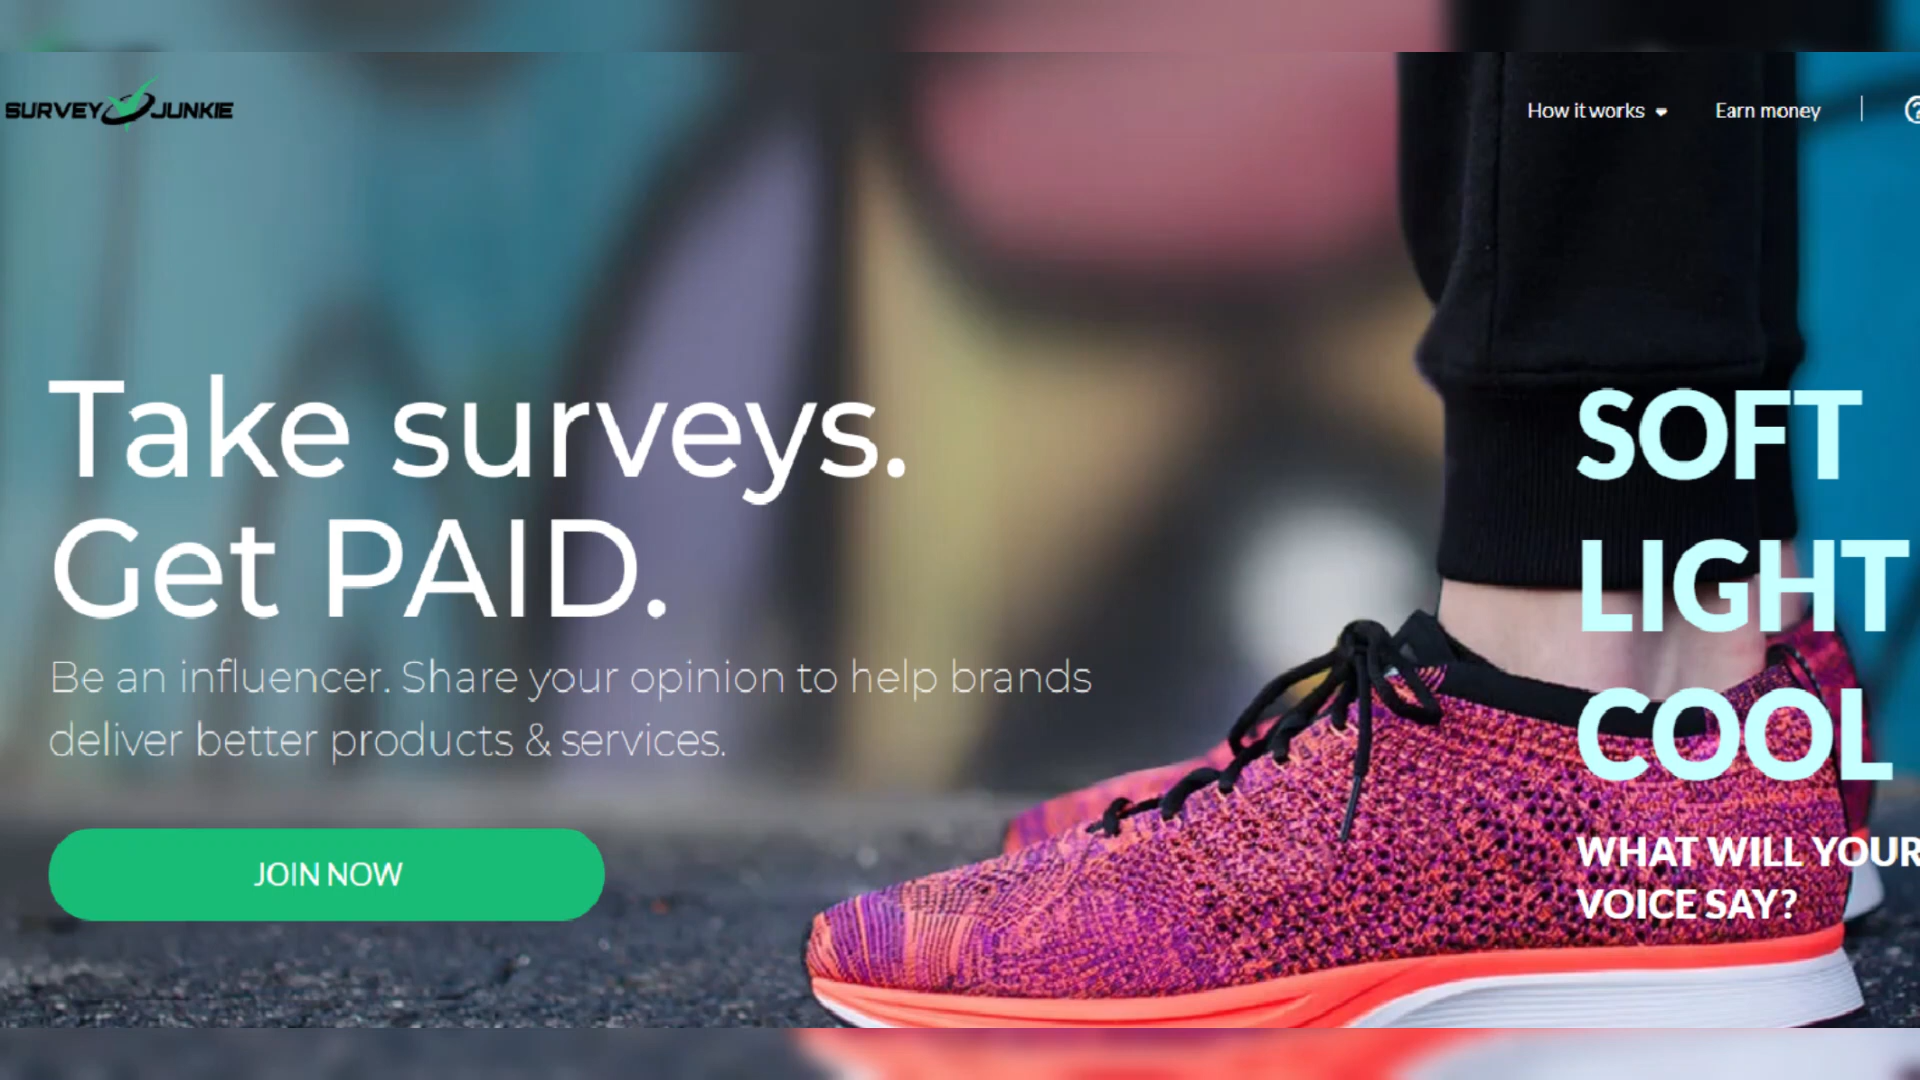 SURVEY JUNKIE
How it works
Earn money
Take surveys.
Get PAID.
Be an influencer. Share your opinion to help brands
deliver better products & services.
JOIN NOW
SOFT
LIGHT
COOL
WHAT WILL YOUR
VOICE SAY?